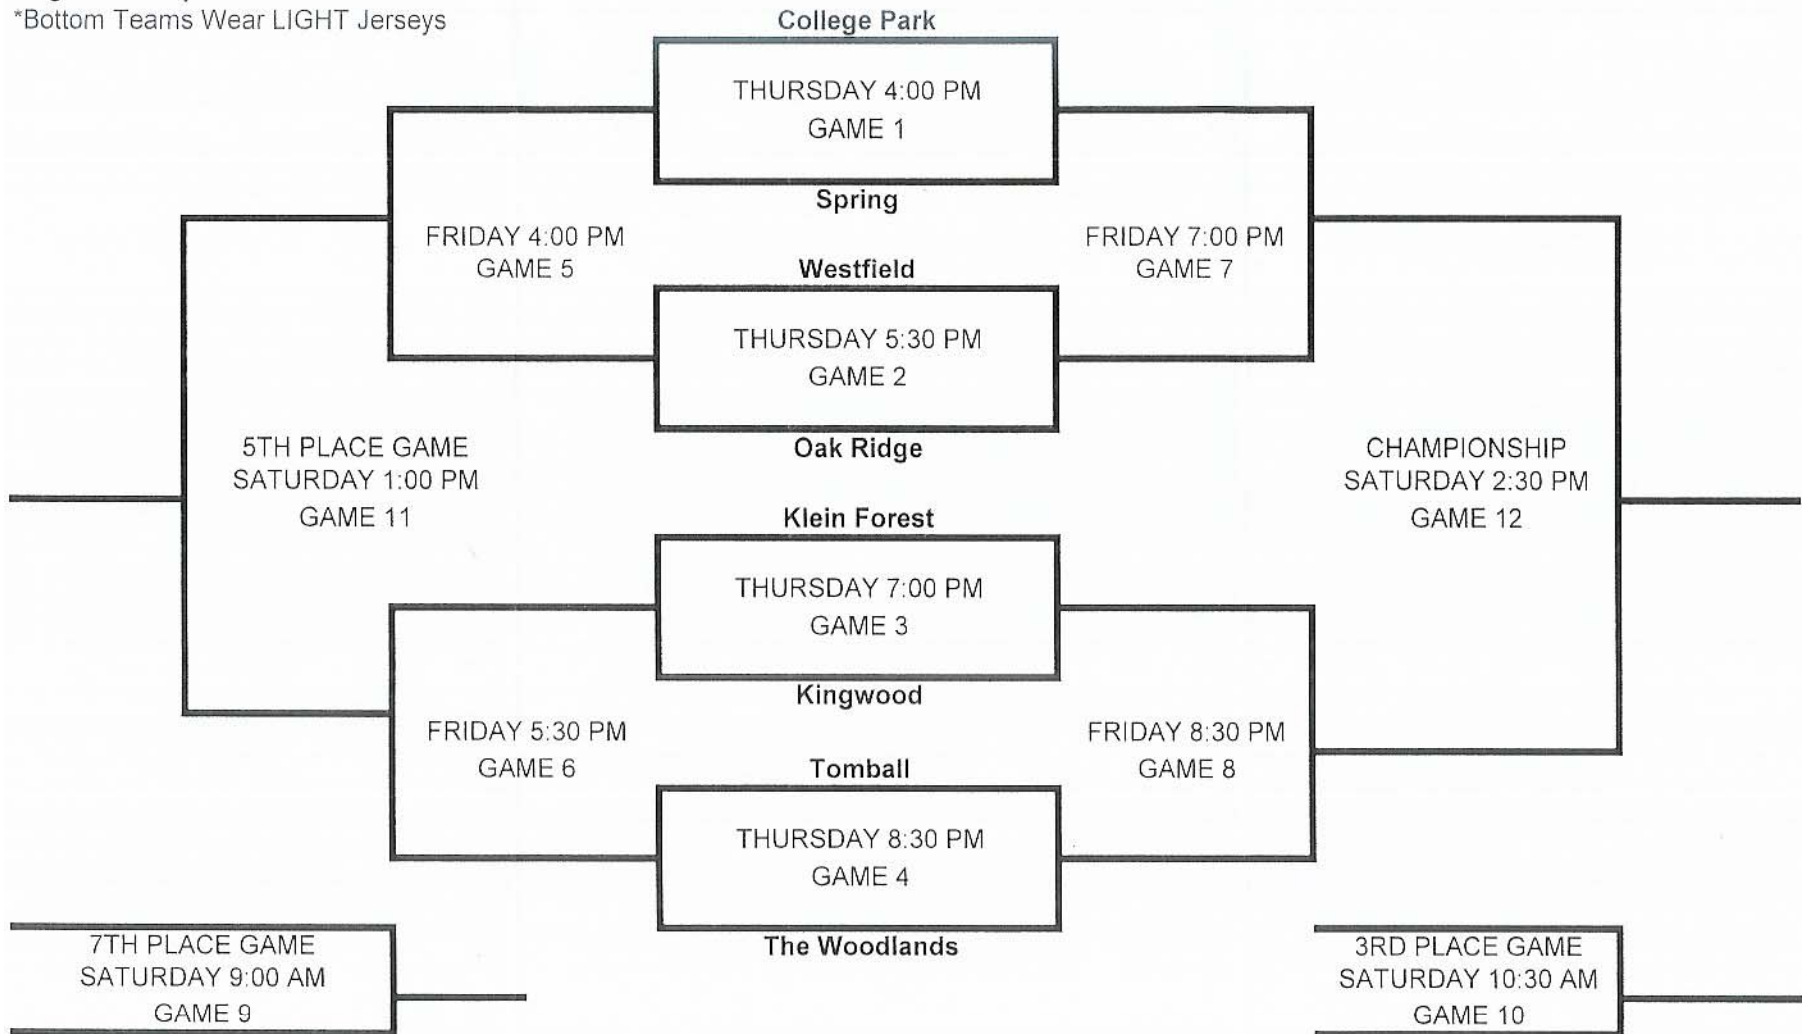 *Bottom Teams Wear LIGHT Jerseys
College Park
THURSDAY 4:00 PM
GAME 1
Spring
FRIDAY 4:00 PM
GAME 5
FRIDAY 7:00 PM
GAME 7
Westfield
THURSDAY 5:30 PM
GAME 2
Oak Ridge
5TH PLACE GAME
SATURDAY 1:00 PM
GAME 11
CHAMPIONSHIP
SATURDAY 2:30 PM
GAME 12
Klein Forest
THURSDAY 7:00 PM
GAME 3
Kingwood
FRIDAY 5:30 PM
GAME 6
FRIDAY 8:30 PM
GAME 8
Tomball
THURSDAY 8:30 PM
GAME 4
The Woodlands
7TH PLACE GAME
SATURDAY 9:00 AM
GAME 9
3RD PLACE GAME
SATURDAY 10:30 AM
GAME 10